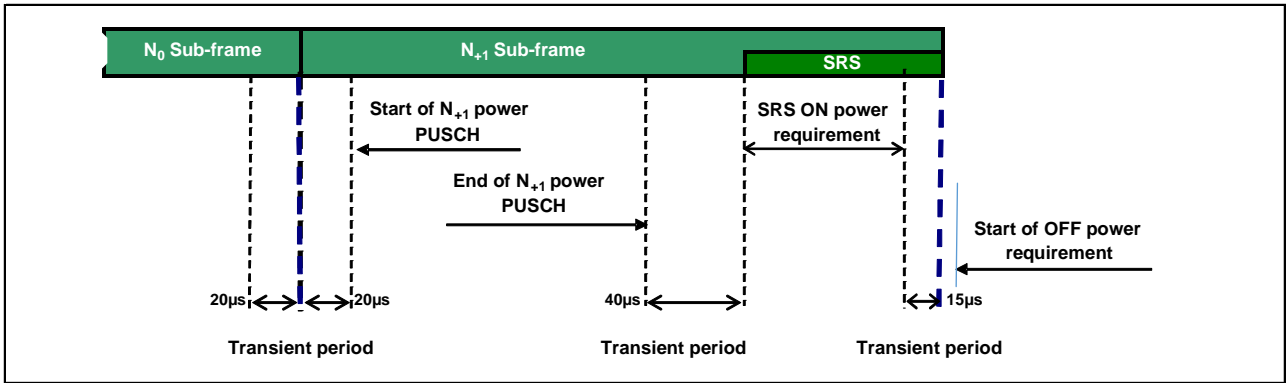 N₀ Sub-frame
N₊₁ Sub-frame
SRS
Start of N₊₁ power
PUSCH
SRS ON power
requirement
End of N₊₁ power
PUSCH
Start of OFF power
requirement
20µs
20µs
40µs
15µs
Transient period
Transient period
Transient period